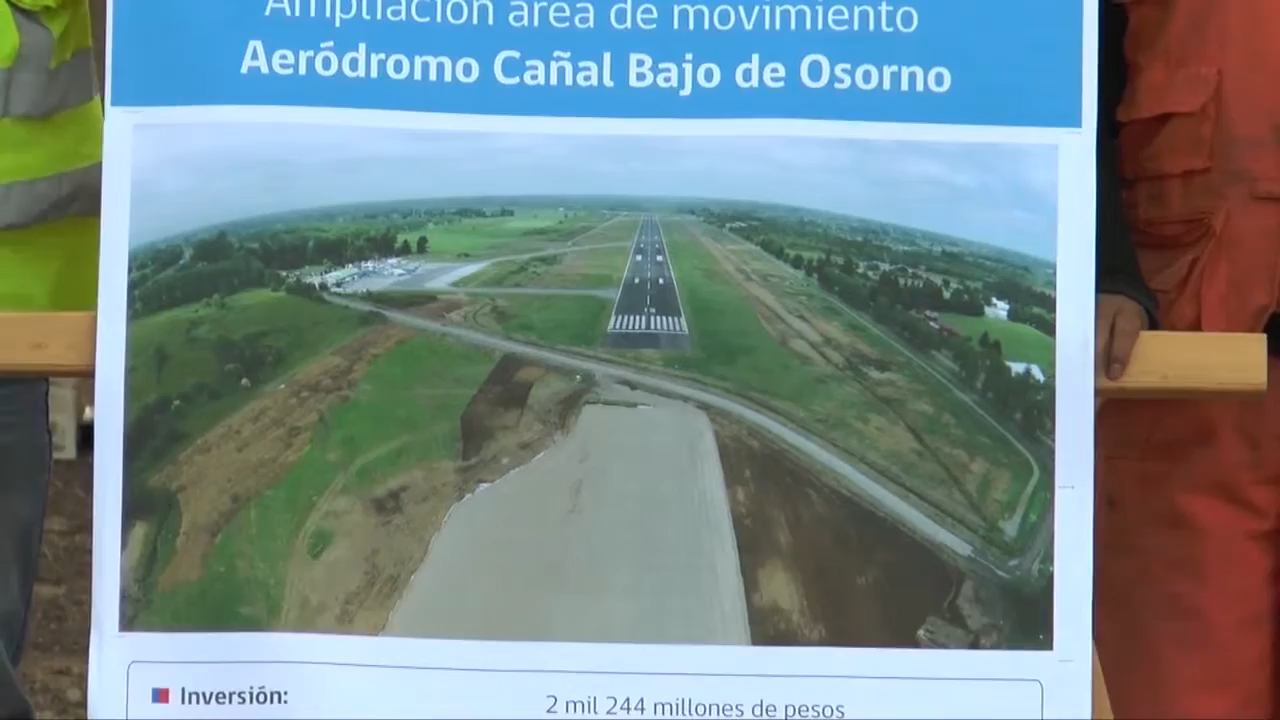 Ampliación área de movimiento
Aeródromo Cañal Bajo de Osorno
Inversión: 2 mil 244 millones de pesos